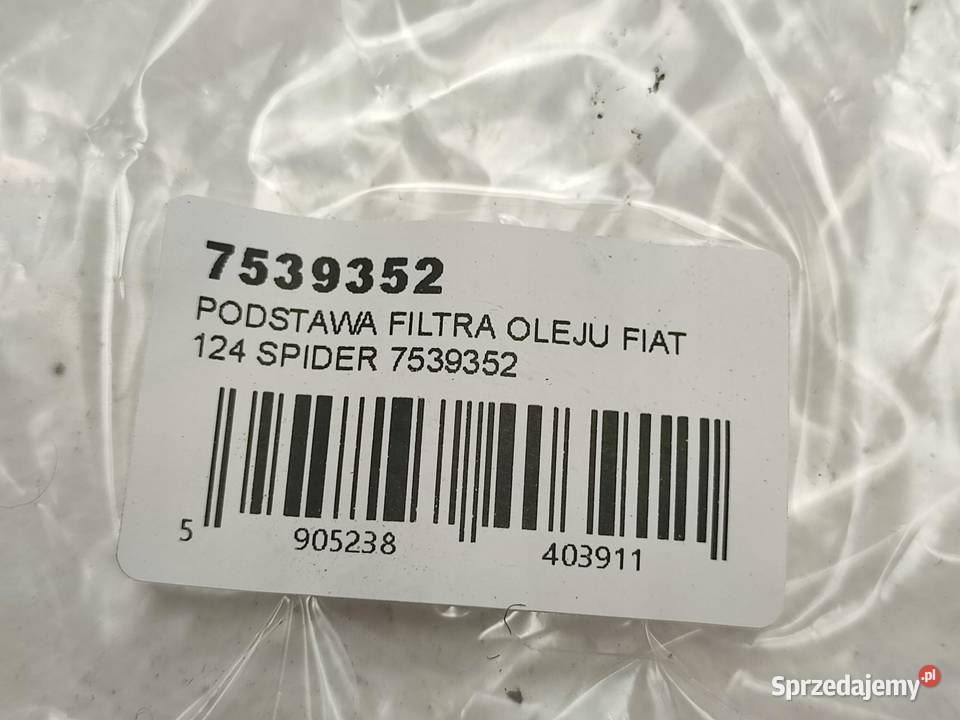 7539352
PODSTAWA FILTRA OLEJU FIAT
124 SPIDER 7539352
5 905238 403911
Sprzedajemy.pl